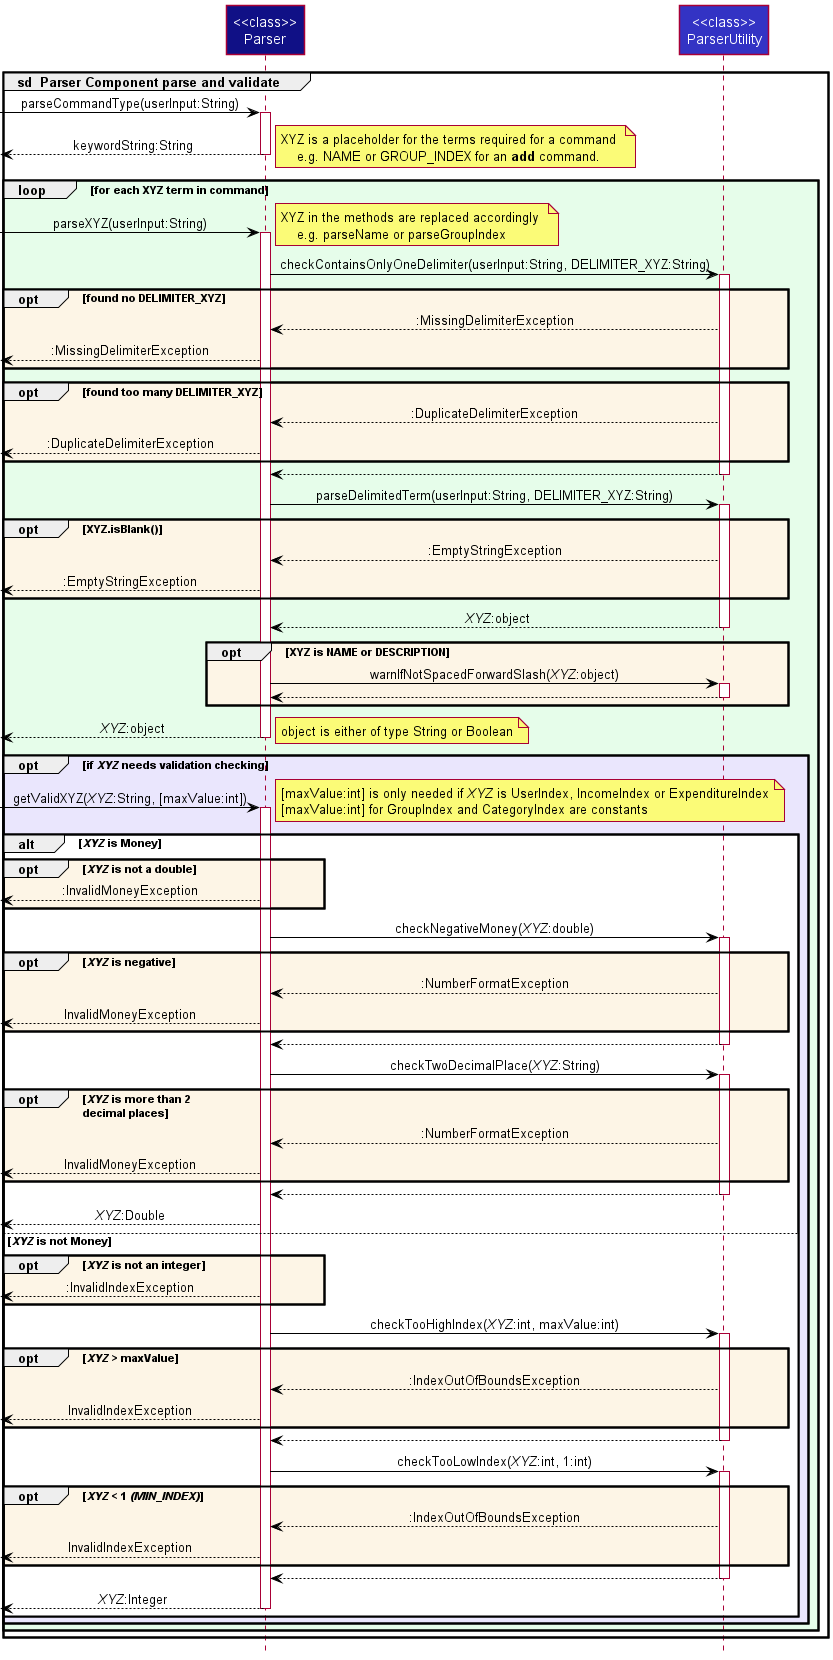 <<class>>
Parser
<<class>>
ParserUtility
sd Parser Component parse and validate
parseCommandType(userInput:String)
keywordString:String
XYZ is a placeholder for the terms required for a command
e.g. NAME or GROUP_INDEX for an add command.
loop [for each XYZ term in command]
parseXYZ(userInput:String)
XYZ in the methods are replaced accordingly
e.g. parseName or parseGroupIndex
checkContainsOnlyOneDelimiter(userInput:String, DELIMITER_XYZ:String)
opt [found no DELIMITER_XYZ]
:MissingDelimiterException
:MissingDelimiterException
opt [found too many DELIMITER_XYZ]
:DuplicateDelimiterException
:DuplicateDelimiterException
parseDelimitedTerm(userInput:String, DELIMITER_XYZ:String)
opt [XYZ.isBlank()]
:EmptyStringException
:EmptyStringException
XYZ:object
opt [XYZ is NAME or DESCRIPTION]
warnIfNotSpacedForwardSlash(XYZ:object)
XYZ:object
object is either of type String or Boolean
opt [if XYZ needs validation checking]
getValidXYZ(XYZ:String, [maxValue:int])
[maxValue:int] is only needed if XYZ is UserIndex, IncomeIndex or ExpenditureIndex
[maxValue:int] for GroupIndex and CategoryIndex are constants
alt [XYZ is Money]
opt [XYZ is not a double]
:InvalidMoneyException
checkNegativeMoney(XYZ:double)
opt [XYZ is negative]
:NumberFormatException
InvalidMoneyException
checkTwoDecimalPlace(XYZ:String)
opt [XYZ is more than 2
decimal places]
:NumberFormatException
InvalidMoneyException
XYZ:Double
[XYZ is not Money]
opt [XYZ is not an integer]
:InvalidIndexException
checkTooHighIndex(XYZ:int, maxValue:int)
opt [XYZ > maxValue]
:IndexOutOfBoundsException
InvalidIndexException
checkTooLowIndex(XYZ:int, 1:int)
opt [XYZ < 1 (MIN_INDEX)]
:IndexOutOfBoundsException
InvalidIndexException
XYZ:Integer